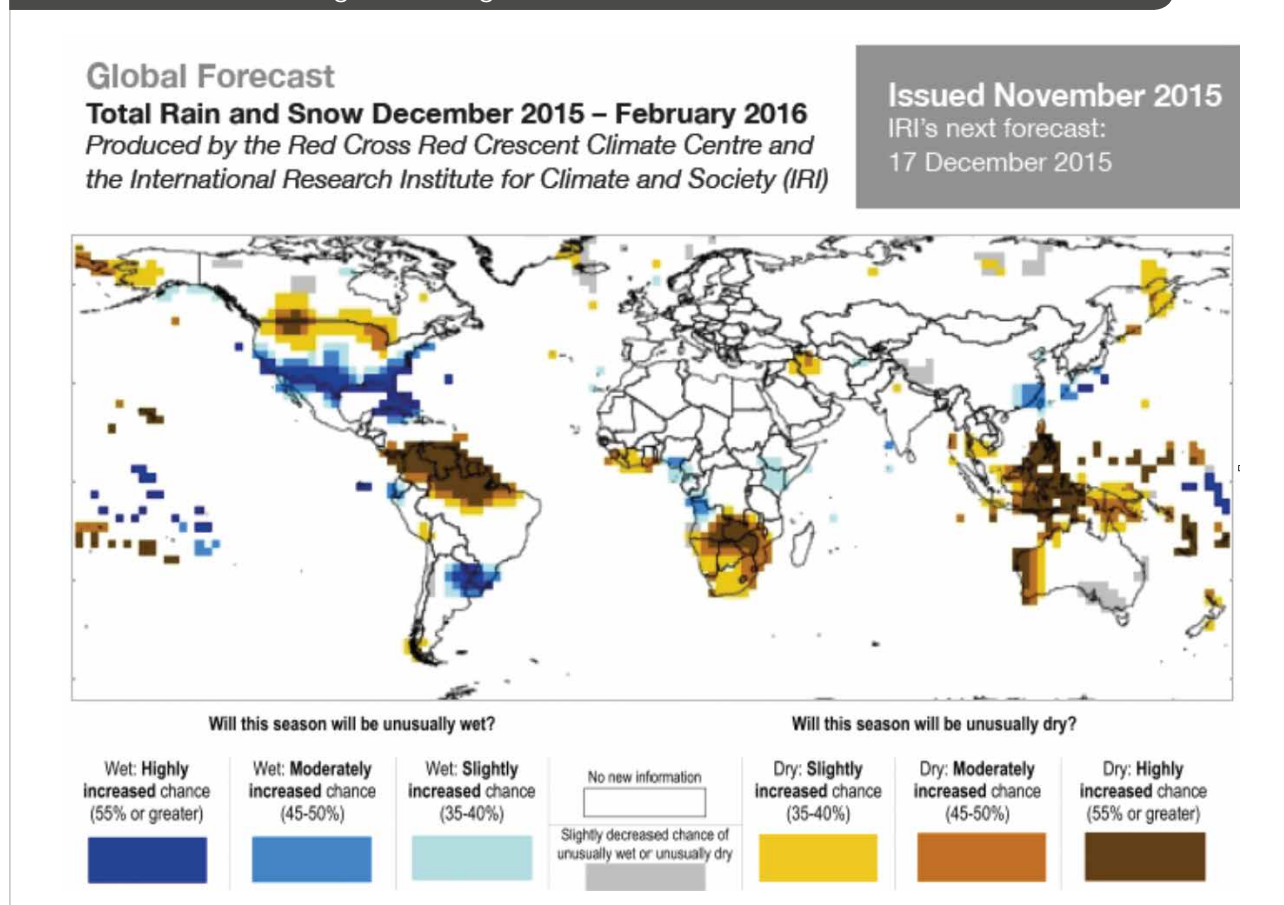 Global Forecast
Total Rain and Snow December 2015 – February 2016
Produced by the Red Cross Red Crescent Climate Centre and
the International Research Institute for Climate and Society (IRI)
Issued November 2015
IRI's next forecast:
17 December 2015
Will this season will be unusually wet?
Will this season will be unusually dry?
Wet: Highly
increased chance
(55% or greater)
Wet: Moderately
increased chance
(45-50%)
Wet: Slightly
increased chance
(35-40%)
No new information
Slightly decreased chance of
unusually wet or unusually dry
Dry: Slightly
increased chance
(35-40%)
Dry: Moderately
increased chance
(45-50%)
Dry: Highly
increased chance
(55% or greater)